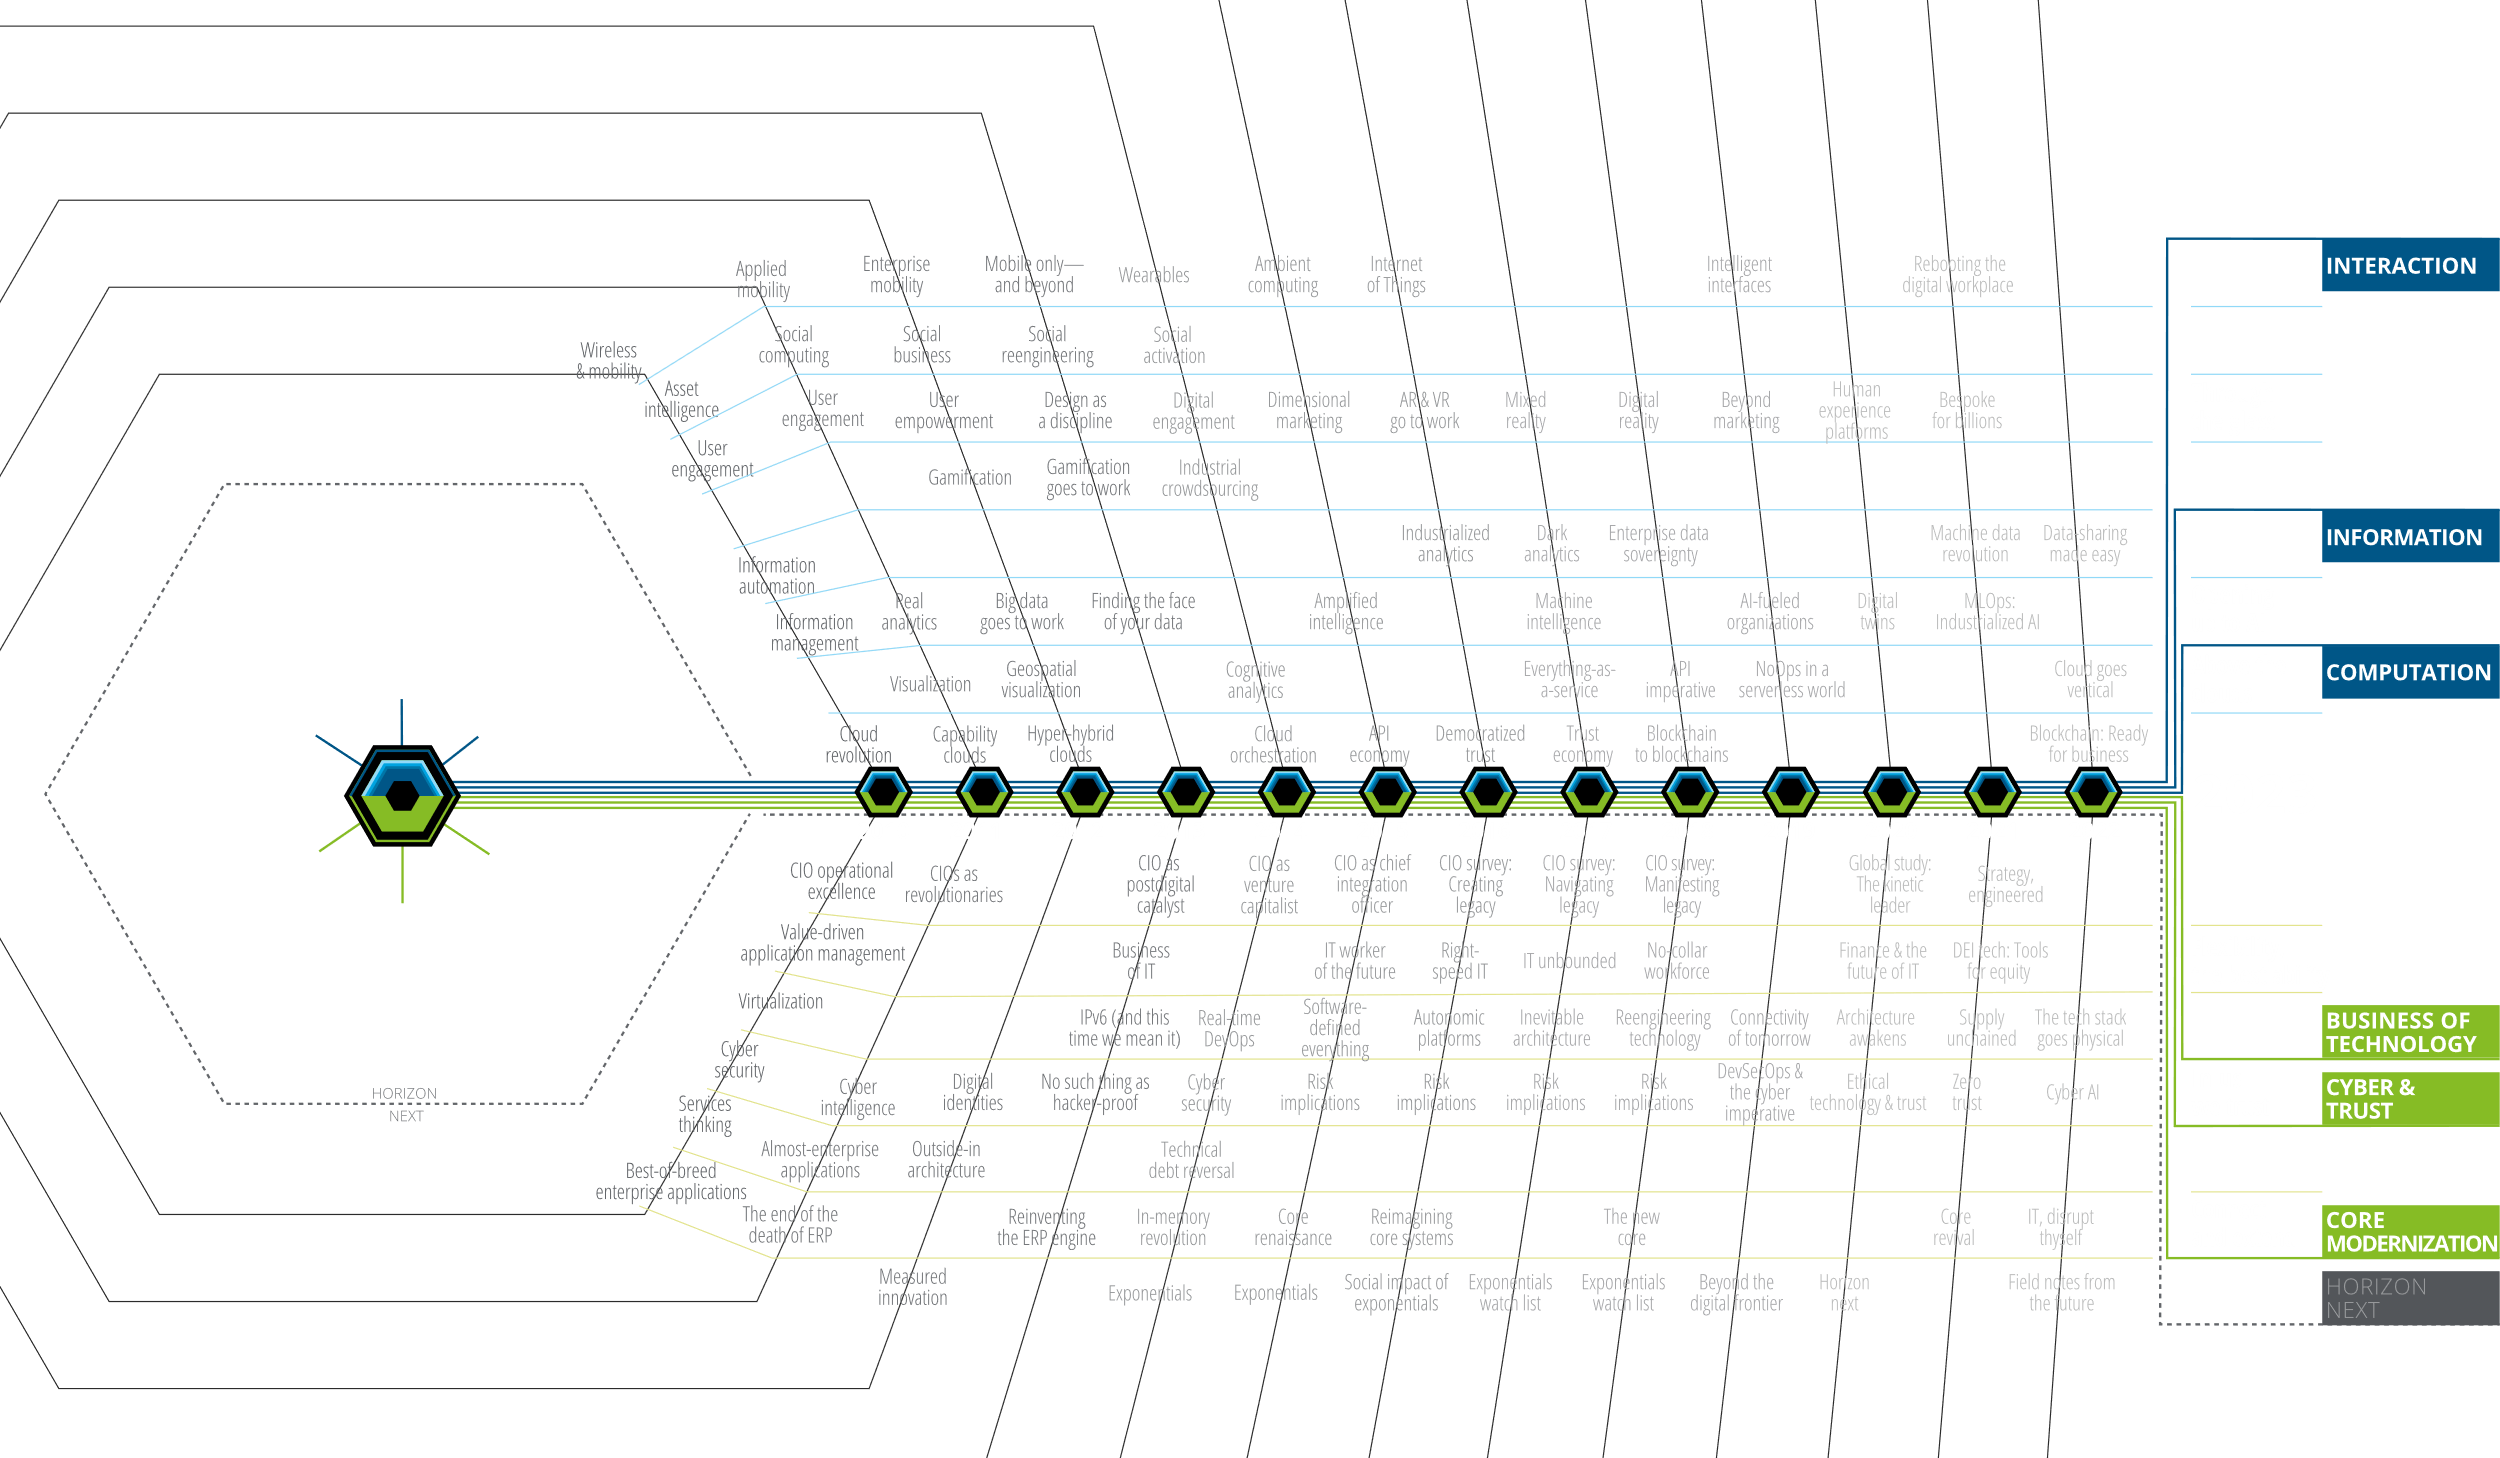 Applied
mobility
Enterprise
mobility
Mobile only—
and beyond
Wearables
Ambient
computing
Internet
of Things
Intelligent
interfaces
Rebooting the
digital workplace
INTERACTION
Wireless
& mobility
Social
computing
Social
business
Social
reengineering
Social
activation
Asset
intelligence
User
engagement
User
empowerment
Design as
a discipline
Digital
engagement
Dimensional
marketing
AR & VR
go to work
Mixed
reality
Digital
reality
Beyond
marketing
Human
experience
platforms
Bespoke
for billions
User
engagement
Gamification
Gamification
goes to work
Industrial
crowdsourcing
Information
automation
Industrialized
analytics
Dark
analytics
Enterprise data
sovereignty
Machine data
revolution
Data-sharing
made easy
INFORMATION
Information
management
Real
analytics
Big data
goes to work
Finding the face
of your data
Amplified
intelligence
Machine
intelligence
AI-fueled
organizations
Digital
twins
MLOps:
Industrialized AI
Visualization
Geospatial
visualization
Cognitive
analytics
Everything-as-
a-service
API
imperative
NoOps in a
serverless world
Cloud goes
vertical
COMPUTATION
Cloud
revolution
Capability
clouds
Hyper-hybrid
clouds
Cloud
orchestration
API
economy
Democratized
trust
Trust
economy
Blockchain
to blockchains
Blockchain: Ready
for business
CIO operational
excellence
CIOs as
revolutionaries
CIO as
postdigital
catalyst
CIO as
venture
capitalist
CIO as chief
integration
officer
CIO survey:
Creating
legacy
CIO survey:
Navigating
legacy
CIO survey:
Manifesting
legacy
Global study:
The kinetic
leader
Strategy,
engineered
Value-driven
application management
Business
of IT
IT worker
of the future
Right-
speed IT
IT unbounded
No-collar
workforce
Finance & the
future of IT
DEI tech: Tools
for equity
Virtualization
IPv6 (and this
time we mean it)
Real-time
DevOps
Software-
defined
everything
Autonomic
platforms
Inevitable
architecture
Reengineering
technology
Connectivity
of tomorrow
Architecture
awakens
Supply
unchained
The tech stack
goes physical
BUSINESS OF
TECHNOLOGY
Cyber
security
Cyber
intelligence
Digital
identities
No such thing as
hacker-proof
Cyber
security
Risk
implications
Risk
implications
Risk
implications
Risk
implications
DevSecOps &
the cyber
imperative
Ethical
technology & trust
Zero
trust
Cyber AI
CYBER &
TRUST
HORIZON
NEXT
Services
thinking
Almost-enterprise
applications
Outside-in
architecture
Technical
debt reversal
Best-of-breed
enterprise applications
The end of the
death of ERP
Reinventing
the ERP engine
In-memory
revolution
Core
renaissance
Reimagining
core systems
The new
core
Core
revival
IT, disrupt
thyself
CORE
MODERNIZATION
Measured
innovation
Exponentials
Exponentials
Social impact of
exponentials
Exponentials
watch list
Exponentials
watch list
Beyond the
digital frontier
Horizon
next
Field notes from
the future
HORIZON
NEXT